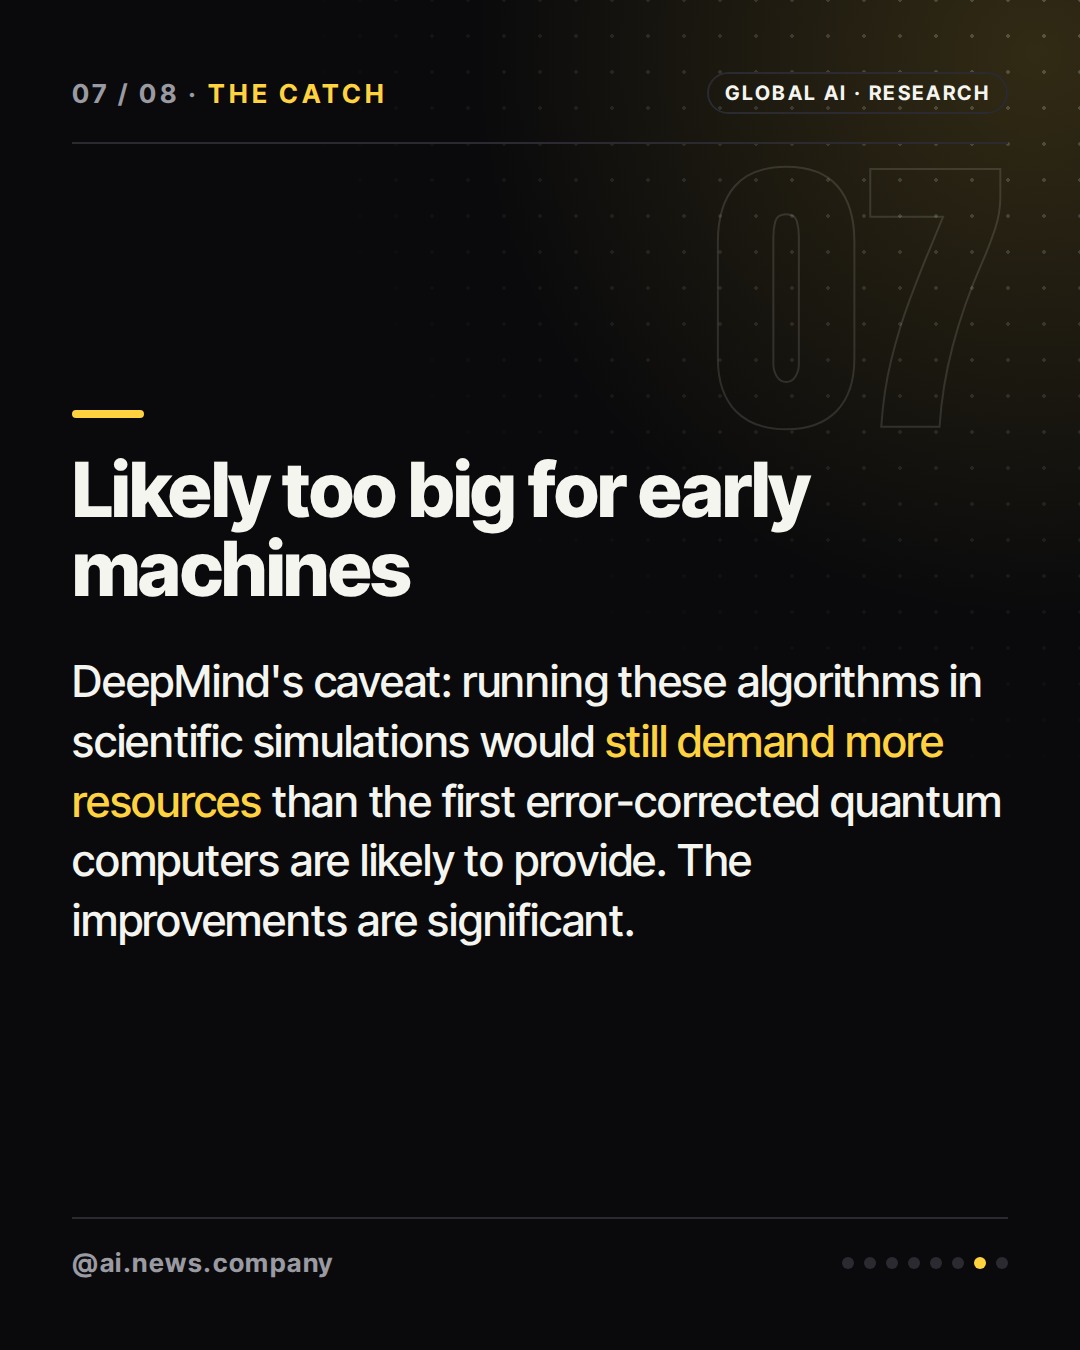 07 / 08 · THE CATCH
GLOBAL AI · RESEARCH
07
Likely too big for early
machines
DeepMind's caveat: running these algorithms in
scientific simulations would still demand more
resources than the first error-corrected quantum
computers are likely to provide. The
improvements are significant.
@ai.news.company